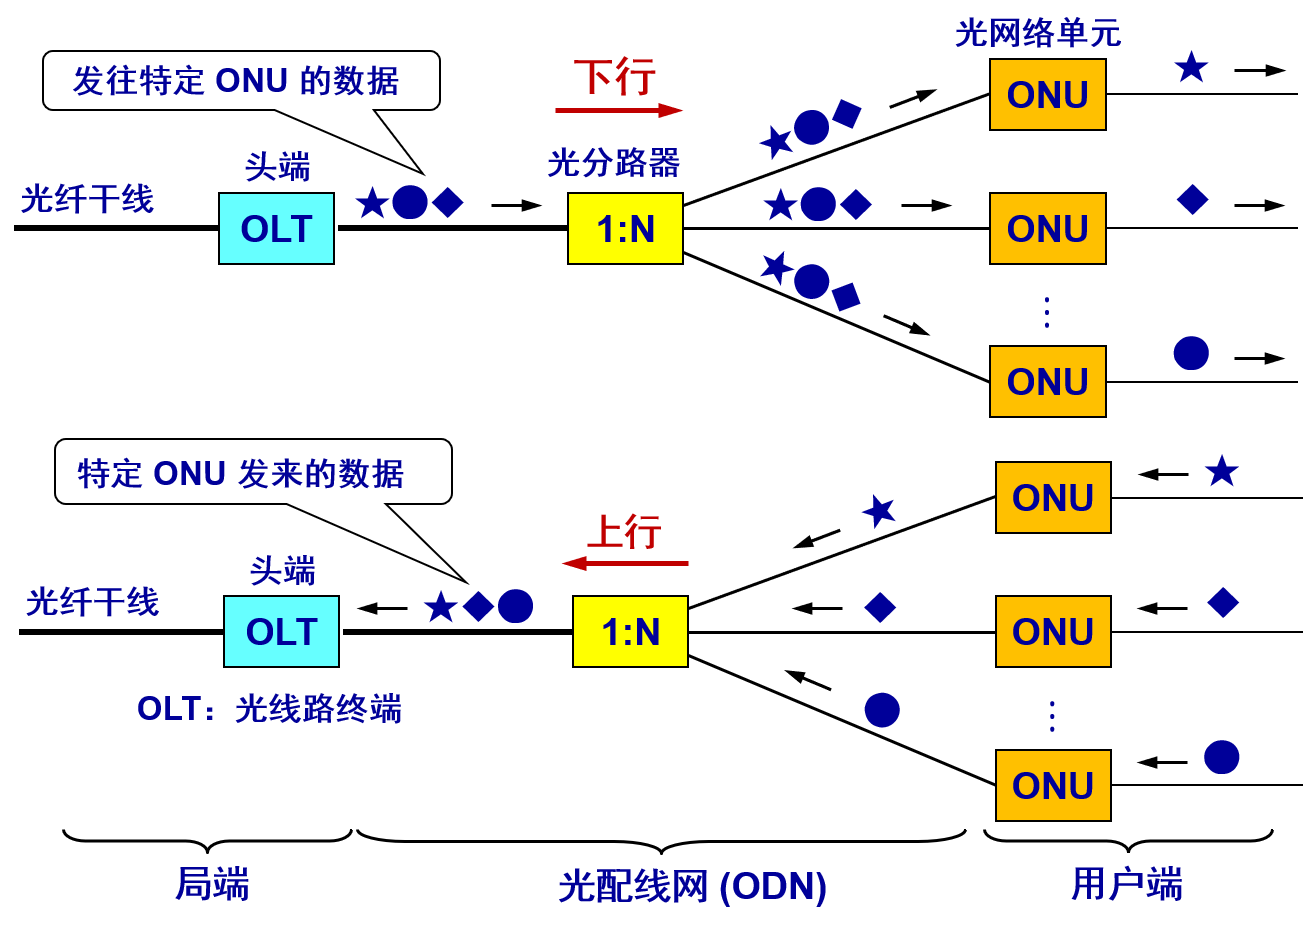 光网络单元
发往特定 ONU 的数据
下行
ONU
头端
光分路器
光纤干线
OLT
1:N
ONU
ONU
特定 ONU 发来的数据
上行
ONU
头端
光纤干线
OLT
1:N
ONU
OLT：光线路终端
ONU
局端
光配线网 (ODN)
用户端